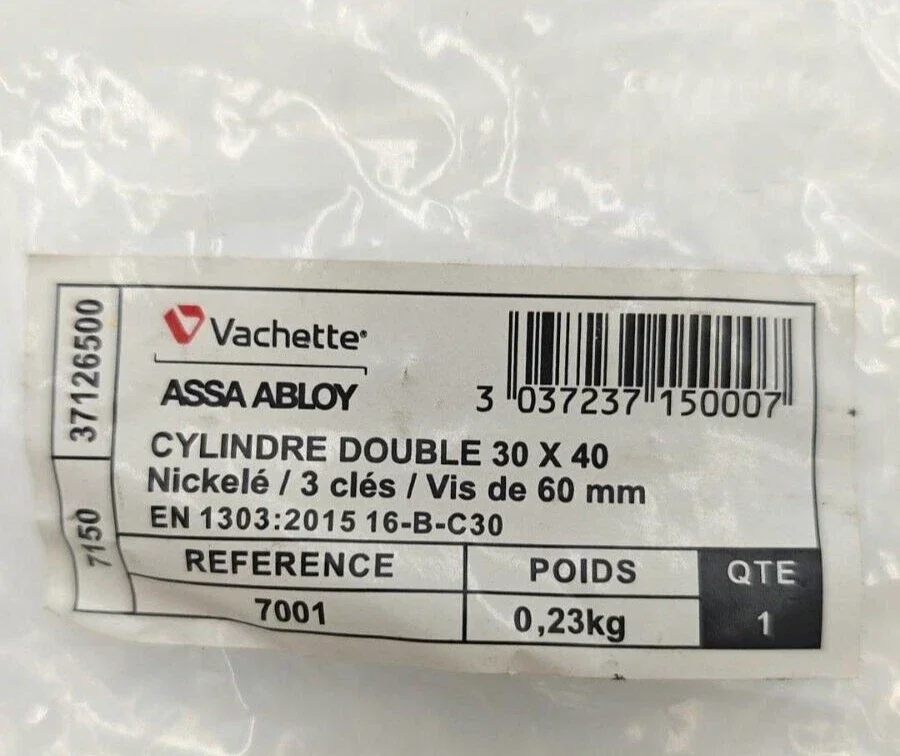 37126500
7150
Vachette
ASSA ABLOY
3 037237 150007
CYLINDRE DOUBLE 30 X 40
Nickelé / 3 clés / Vis de 60 mm
EN 1303:2015 16-B-C30
REFERENCE POIDS QTE
7001 0,23kg 1